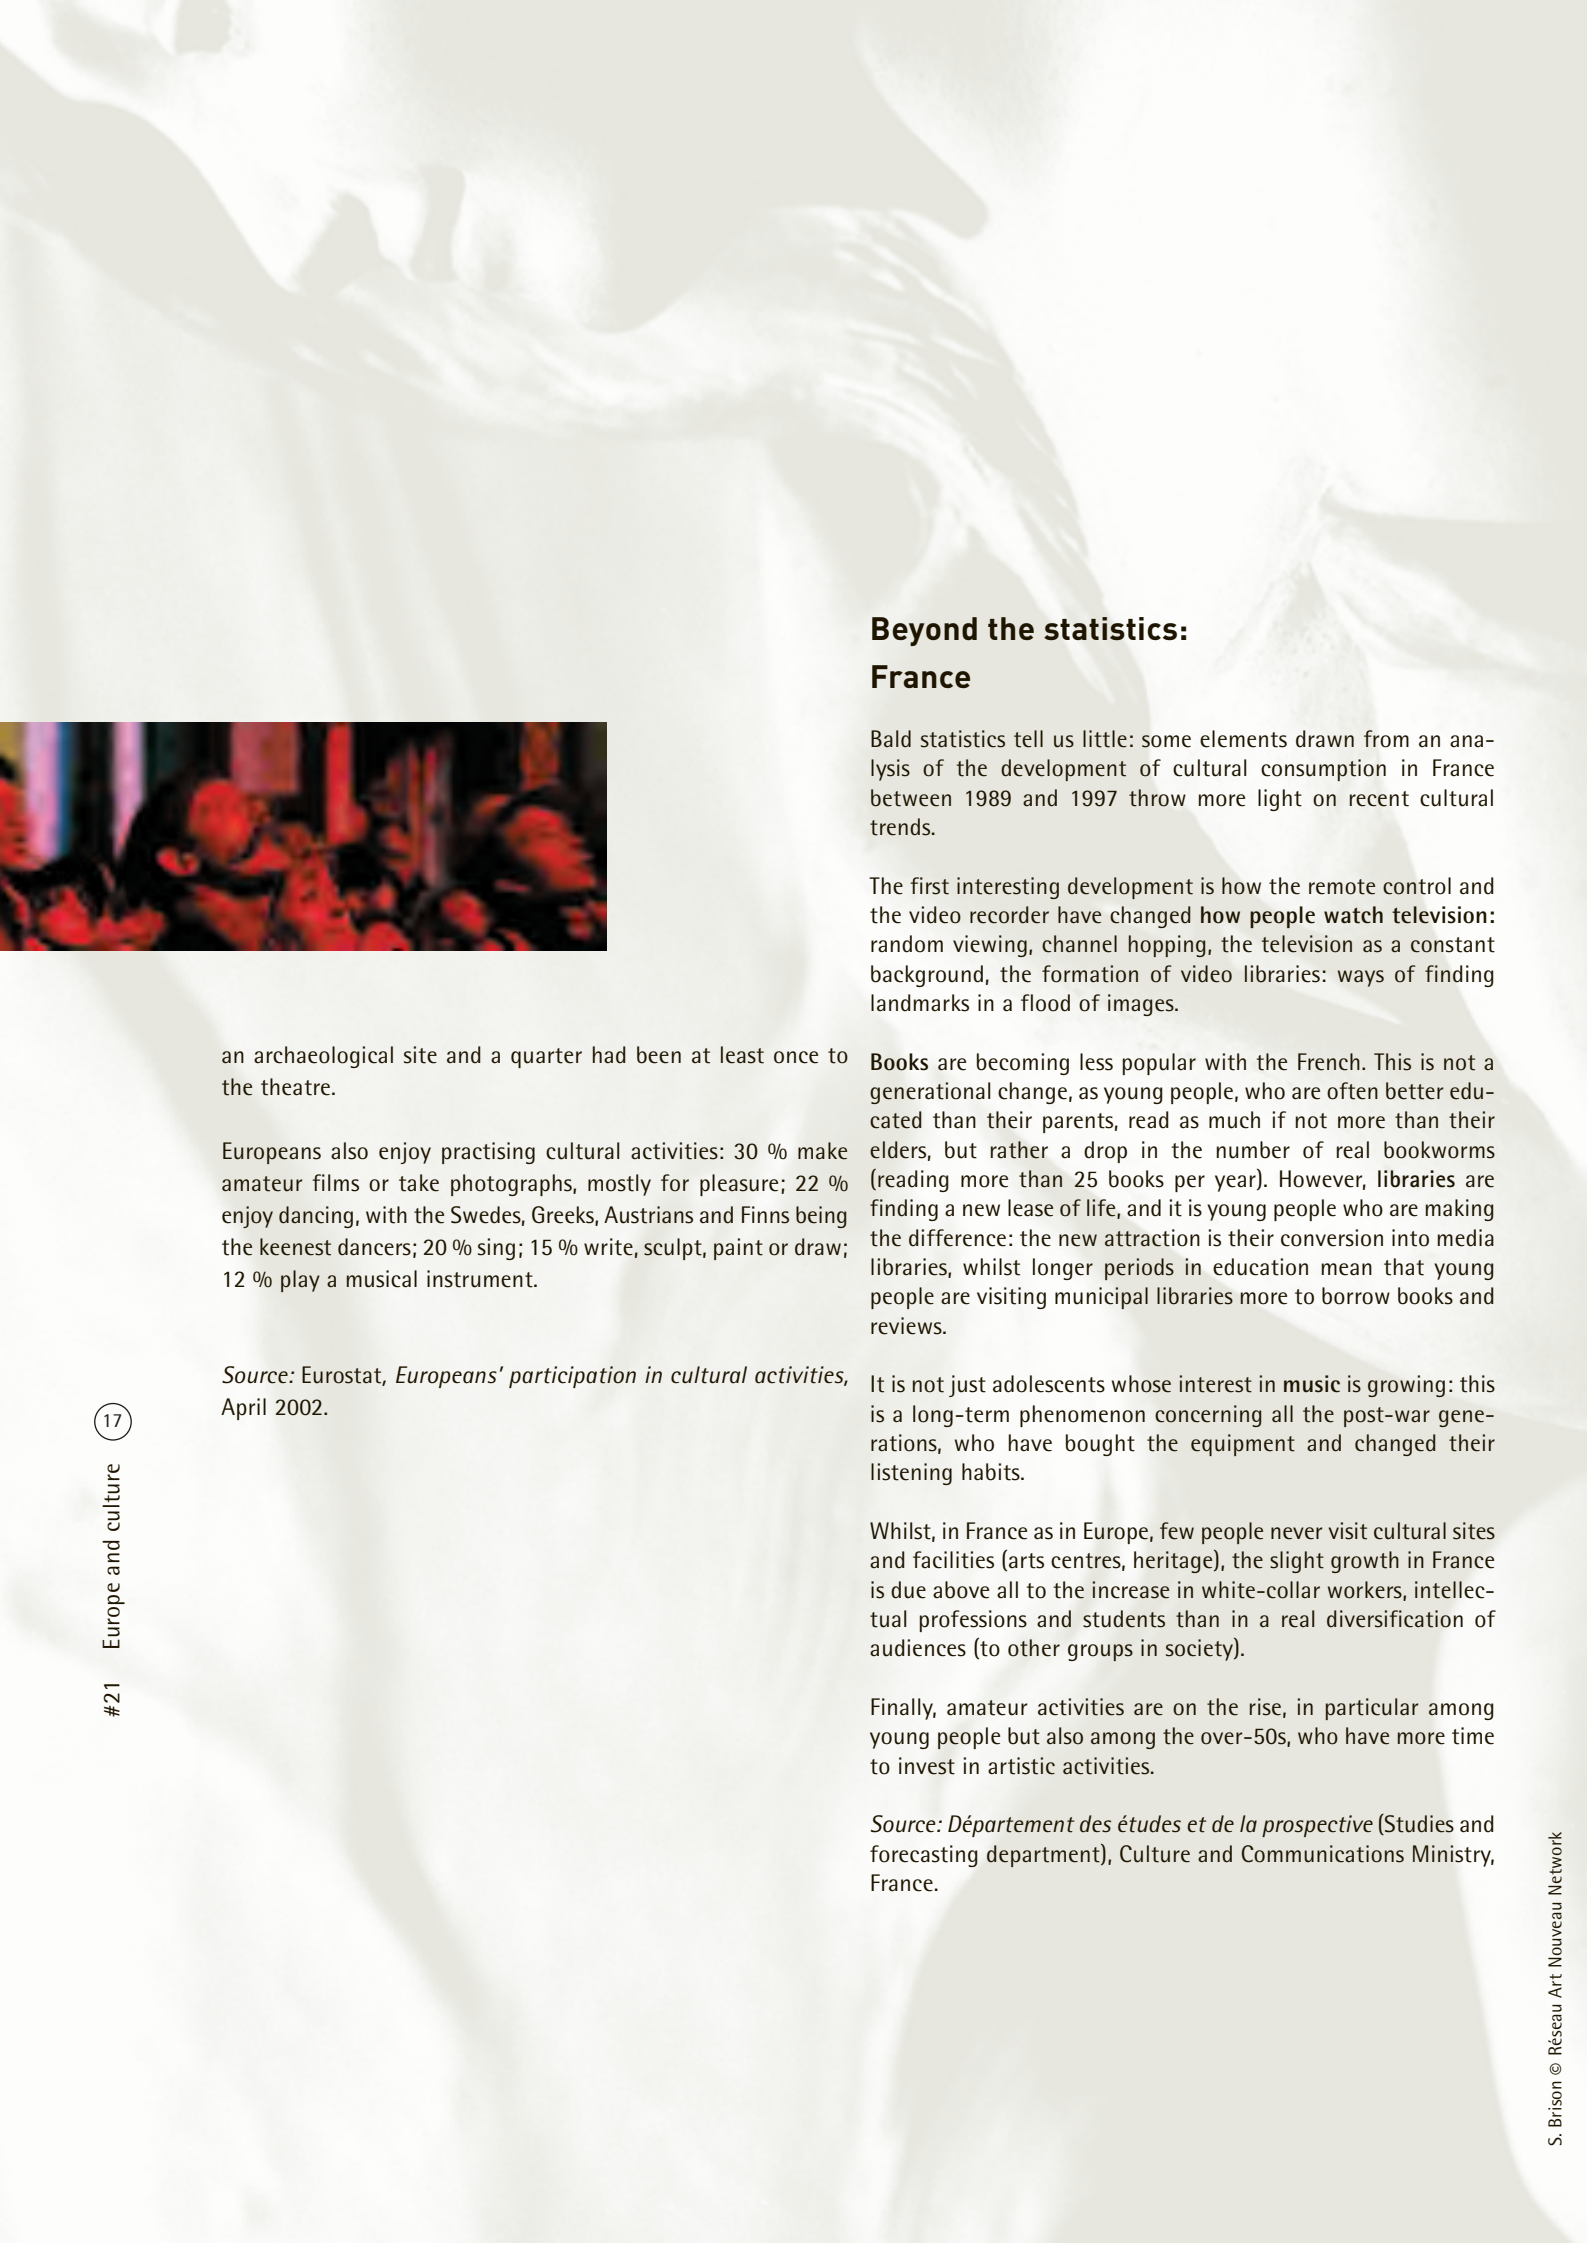 an archaeological site and a quarter had been at least once to
the theatre.
Europeans also enjoy practising cultural activities: 30 % make
amateur films or take photographs, mostly for pleasure; 22 %
enjoy dancing, with the Swedes, Greeks, Austrians and Finns being
the keenest dancers; 20 % sing; 15 % write, sculpt, paint or draw;
12 % play a musical instrument.
Source: Eurostat, Europeans’ participation in cultural activities,
April 2002.
Beyond the statistics:
France
Bald statistics tell us little: some elements drawn from an ana-
lysis of the development of cultural consumption in France
between 1989 and 1997 throw more light on recent cultural
trends.
The first interesting development is how the remote control and
the video recorder have changed how people watch television:
random viewing, channel hopping, the television as a constant
background, the formation of video libraries: ways of finding
landmarks in a flood of images.
Books are becoming less popular with the French. This is not a
generational change, as young people, who are often better edu-
cated than their parents, read as much if not more than their
elders, but rather a drop in the number of real bookworms
(reading more than 25 books per year). However, libraries are
finding a new lease of life, and it is young people who are making
the difference: the new attraction is their conversion into media
libraries, whilst longer periods in education mean that young
people are visiting municipal libraries more to borrow books and
reviews.
It is not just adolescents whose interest in music is growing: this
is a long-term phenomenon concerning all the post-war gene-
rations, who have bought the equipment and changed their
listening habits.
Whilst, in France as in Europe, few people never visit cultural sites
and facilities (arts centres, heritage), the slight growth in France
is due above all to the increase in white-collar workers, intellec-
tual professions and students than in a real diversification of
audiences (to other groups in society).
Finally, amateur activities are on the rise, in particular among
young people but also among the over-50s, who have more time
to invest in artistic activities.
Source: Département des études et de la prospective (Studies and
forecasting department), Culture and Communications Ministry,
France.
17
#21 Europe and culture
S. Brison © Réseau Art Nouveau Network